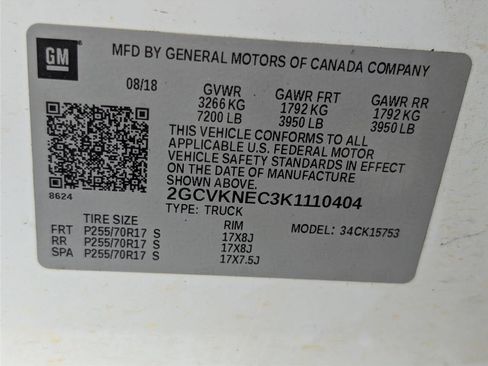 GM
MFD BY GENERAL MOTORS OF CANADA COMPANY
08/18 GVWR GAWR FRT GAWR RR
3266 KG 1792 KG 1792 KG
7200 LB 3950 LB 3950 LB
THIS VEHICLE CONFORMS TO ALL
APPLICABLE U.S. FEDERAL MOTOR
VEHICLE SAFETY STANDARDS IN EFFECT
ON THE DATE OF MANUFACTURE
SHOWN ABOVE.
8624
2GCVKNEC3K1110404
TYPE: TRUCK
TIRE SIZE RIM MODEL: 34CK15753
FRT P255/70R17 S 17X8J
RR P255/70R17 S 17X8J
SPA P255/70R17 S 17X7.5J